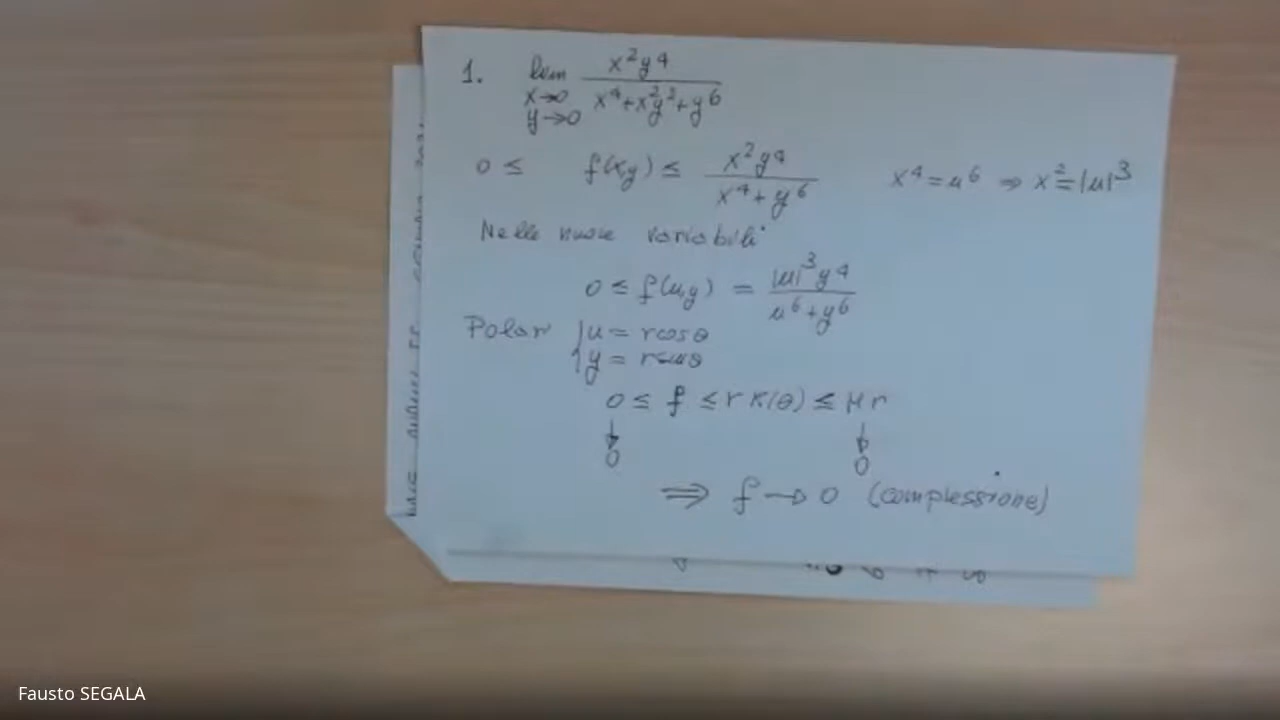 1. lim x→0 y→0 x²y⁴ / (x⁴+x²y²+y⁶)
0 ≤ f(x,y) ≤ x²y⁴ / (x⁴+y⁶) x⁴=u⁶ ⇒ x²=|u|³
Nelle nuove variabili
0 ≤ f(u,y) = |u|³y⁴ / (u⁶+y⁶)
Polari { u = r cos θ
y = r sin θ
0 ≤ f ≤ r K(θ) ≤ M r
↓ ↓
0 0
⇒ f → 0 (compressione)
Fausto SEGALA